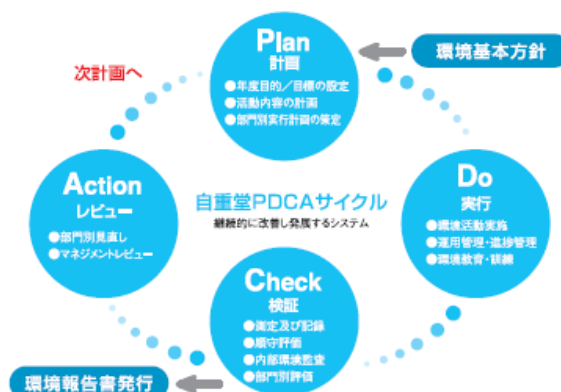 Plan
計画
●年度目的／目標の設定
●活動内容の計画
●部門別実行計画の策定
環境基本方針
次計画へ
Action
レビュー
●部門別見直し
●マネジメントレビュー
自重堂PDCAサイクル
継続的に改善し発展するシステム
Do
実行
●環境活動実施
●運用管理・進捗管理
●環境教育・訓練
Check
検証
●測定及び記録
●順守評価
●内部環境監査
●部門別評価
環境報告書発行